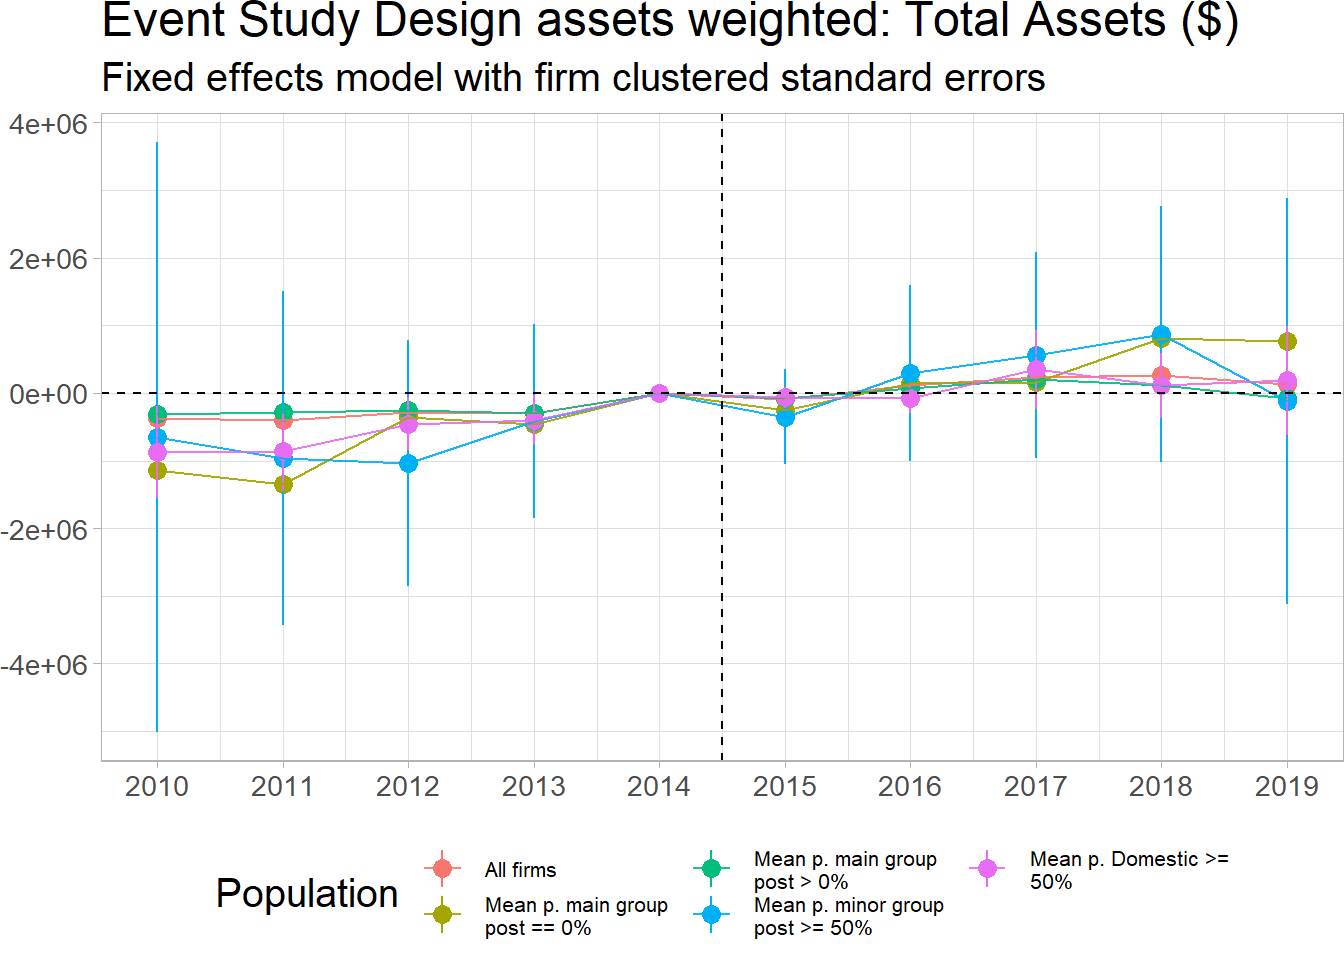 Event Study Design assets weighted: Total Assets ($)
Fixed effects model with firm clustered standard errors
4e+06
2e+06
0e+00
-2e+06
-4e+06
2010 2011 2012 2013 2014 2015 2016 2017 2018 2019
Population
All firms
Mean p. main group
post == 0%
Mean p. main group
post > 0%
Mean p. minor group
post >= 50%
Mean p. Domestic >=
50%